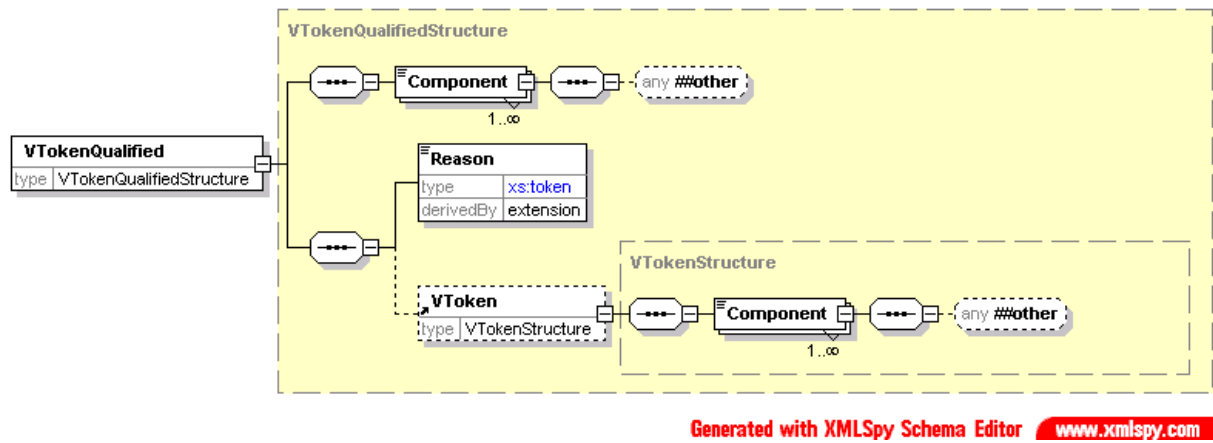 VTokenQualifiedStructure
Component
any ##other
1..∞
VTokenQualified
type VTokenQualifiedStructure
Reason
type xs:token
derivedBy extension
VTokenStructure
VToken
type VTokenStructure
Component
any ##other
1..∞
Generated with XMLSpy Schema Editor www.xmlspy.com